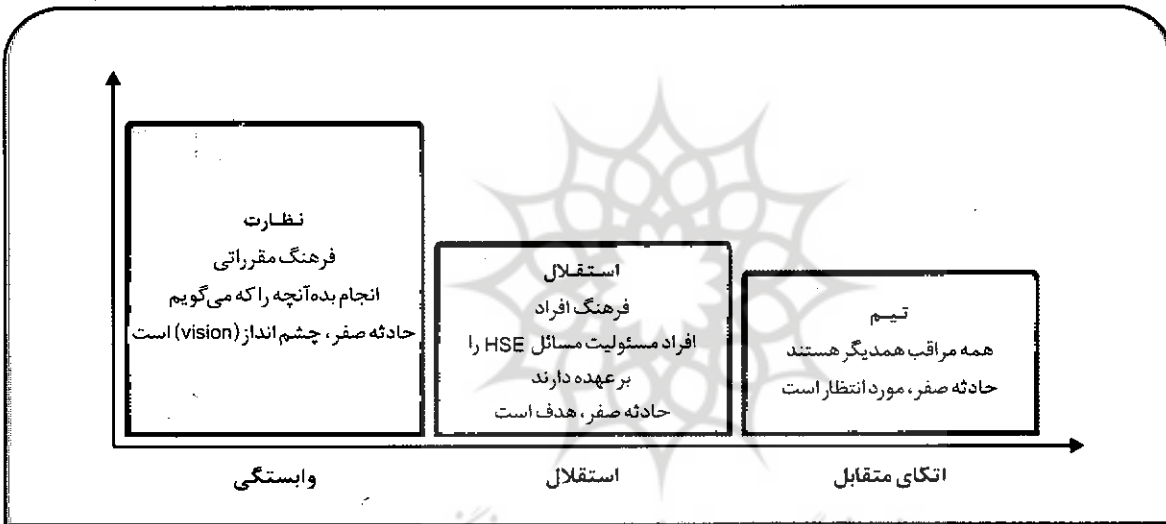 نظارت
فرهنگ مقرراتی
انجام بده آنچه را که می‌گویم
حادثه صفر، چشم انداز (vision) است
استقلال
فرهنگ افراد
افراد مسئولیت مسائل HSE را
بر عهده دارند
حادثه صفر، هدف است
تیم
همه مراقب همدیگر هستند
حادثه صفر، مورد انتظار است
وابستگی
استقلال
اتکای متقابل